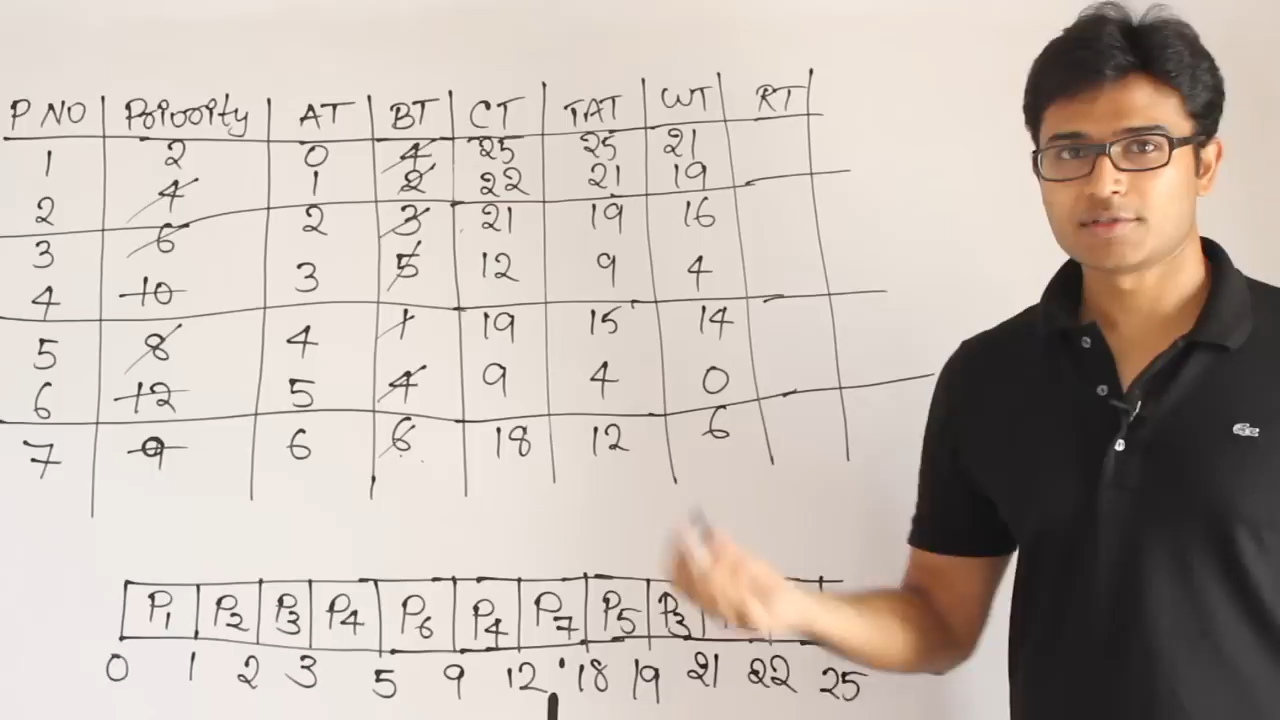 P NO Priority AT BT CT TAT WT RT
1 2 0 4 25 25 21
2 4 1 2 22 21 19
3 6 2 3 21 19 16
4 10 3 5 12 9 4
5 8 4 1 19 15 14
6 12 5 4 9 4 0
7 9 6 6 18 12 6
P1 P2 P3 P4 P6 P4 P7 P5 P3
0 1 2 3 5 9 12 18 19 21 22 25